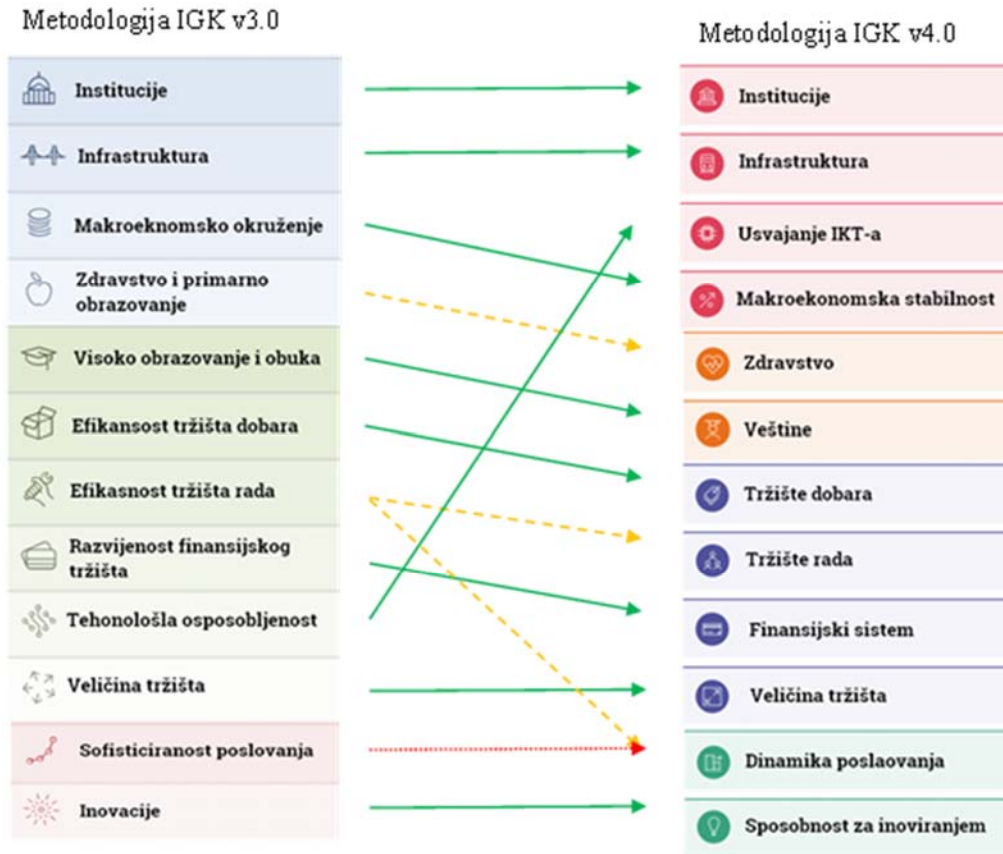 Metodologija IGK v3.0
Institucije
Infrastruktura
Makroeknomsko okruženje
Zdravstvo i primarno
obrazovanje
Visoko obrazovanje i obuka
Efikansost tržišta dobara
Efikasnost tržišta rada
Razvijenost finansijskog
tržišta
Tehonološla osposobljenost
Veličina tržišta
Sofisticiranost poslovanja
Inovacije
Metodologija IGK v4.0
Institucije
Infrastruktura
Usvajanje IKT-a
Makroekonomska stabilnost
Zdravstvo
Veštine
Tržište dobara
Tržište rada
Finansijski sistem
Veličina tržišta
Dinamika poslaovanja
Sposobnost za inoviranjem